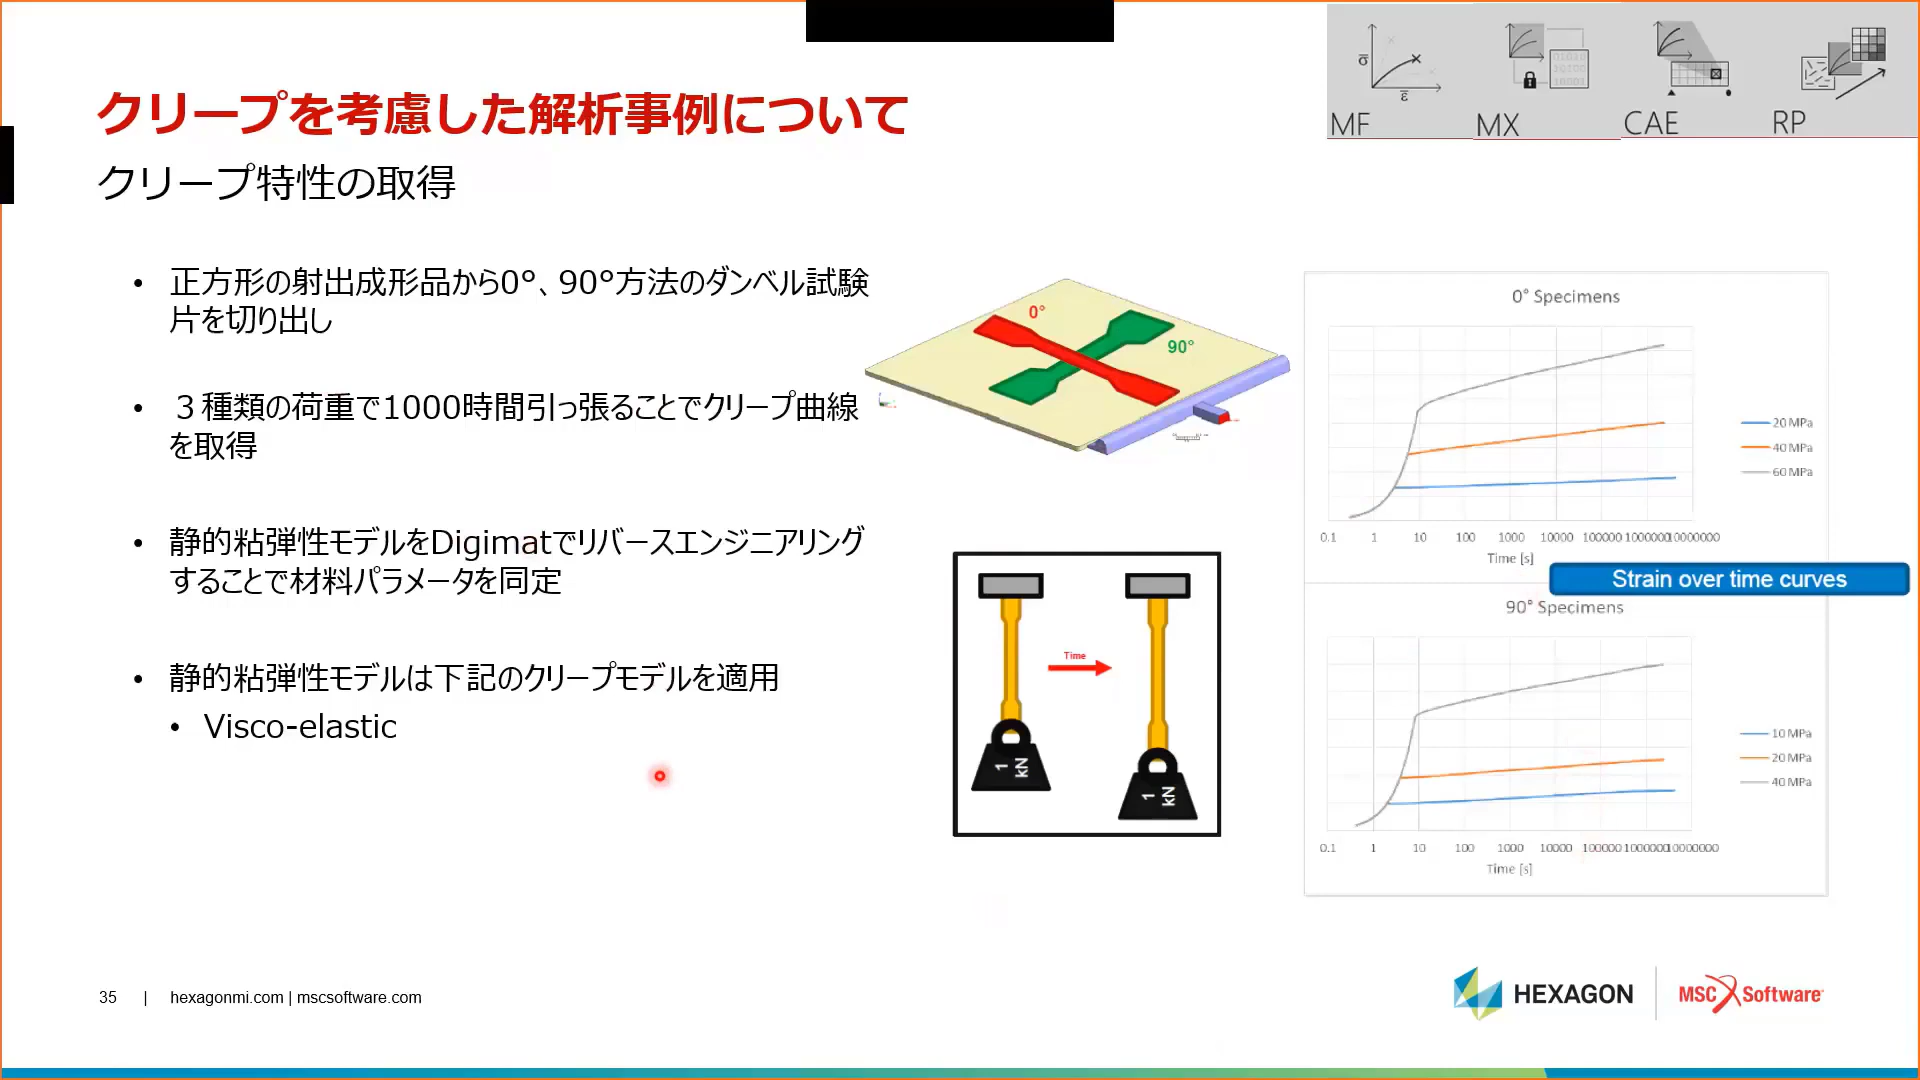 クリープを考慮した解析事例について
クリープ特性の取得
MF
MX
CAE
RP
σ
ε
• 正方形の射出成形品から0°、90°方法のダンベル試験
片を切り出し
• ３種類の荷重で1000時間引っ張ることでクリープ曲線
を取得
• 静的粘弾性モデルをDigimatでリバースエンジニアリング
することで材料パラメータを同定
• 静的粘弾性モデルは下記のクリープモデルを適用
• Visco-elastic
0°
90°
Time
1 kN
1 kN
0° Specimens
20 MPa
40 MPa
60 MPa
0.1 1 10 100 1000 10000 100000 1000000 10000000
Time [s]
Strain over time curves
90° Specimens
10 MPa
20 MPa
40 MPa
0.1 1 10 100 1000 10000 100000 1000000 10000000
Time [s]
35 | hexagonmi.com | mscsoftware.com
HEXAGON
MSC Software